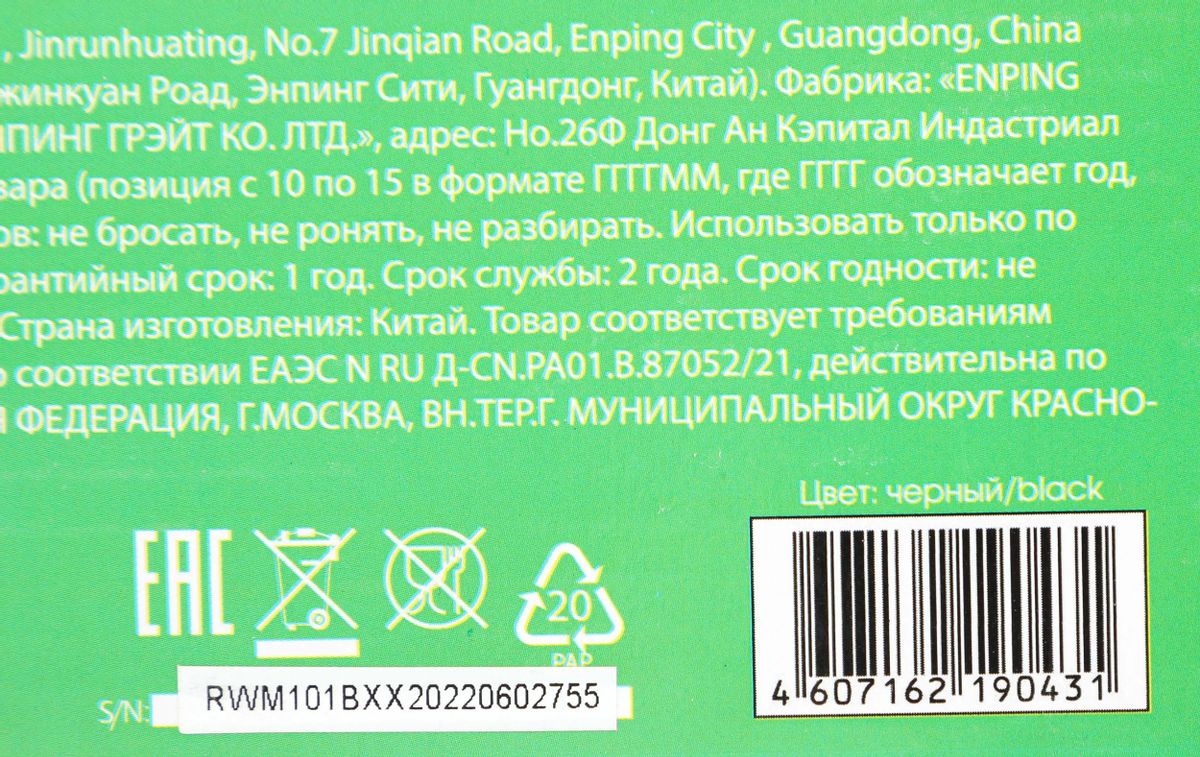 , Jinrunhuating, No.7 Jinqian Road, Enping City , Guangdong, China
жинкуан Роад, Энпинг Сити, Гуангдонг, Китай). Фабрика: «ENPING
ПИНГ ГРЭЙТ КО. ЛТД.», адрес: Но.26Ф Донг Ан Кэпитал Индастриал
вара (позиция с 10 по 15 в формате ГГГГММ, где ГГГГ обозначает год,
ов: не бросать, не ронять, не разбирать. Использовать только по
рантийный срок: 1 год. Срок службы: 2 года. Срок годности: не
Страна изготовления: Китай. Товар соответствует требованиям
о соответствии ЕАЭС N RU Д-CN.РА01.В.87052/21, действительна по
Я ФЕДЕРАЦИЯ, Г.МОСКВА, ВН.ТЕР.Г. МУНИЦИПАЛЬНЫЙ ОКРУГ КРАСНО-
Цвет: черный/black
EAC
20
PAP
S/N: RWM101BXX20220602755
4 607162 190431